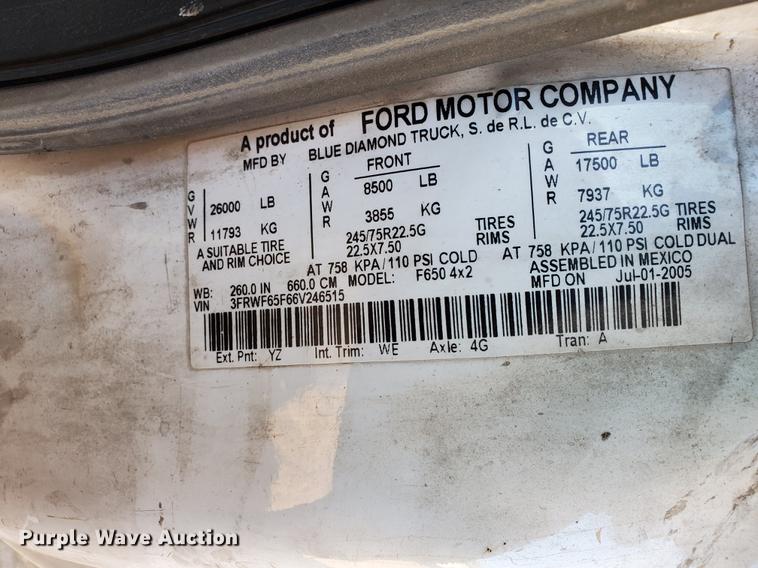 A product of FORD MOTOR COMPANY
MFD BY BLUE DIAMOND TRUCK, S. de R.L. de C.V.
GVWR
26000 LB
11793 KG
A SUITABLE TIRE
AND RIM CHOICE
GAWR
FRONT
8500 LB
3855 KG
245/75R22.5G TIRES
22.5X7.50 RIMS
AT 758 KPA/110 PSI COLD
GAWR
REAR
17500 LB
7937 KG
245/75R22.5G TIRES
22.5X7.50 RIMS
AT 758 KPA/110 PSI COLD DUAL
WB: 260.0 IN 660.0 CM MODEL: F650 4x2 ASSEMBLED IN MEXICO
VIN 3FRWF65F66V246515 MFD ON Jul-01-2005
Ext. Pnt: YZ Int. Trim: WE Axle: 4G Tran: A
Purple Wave Auction